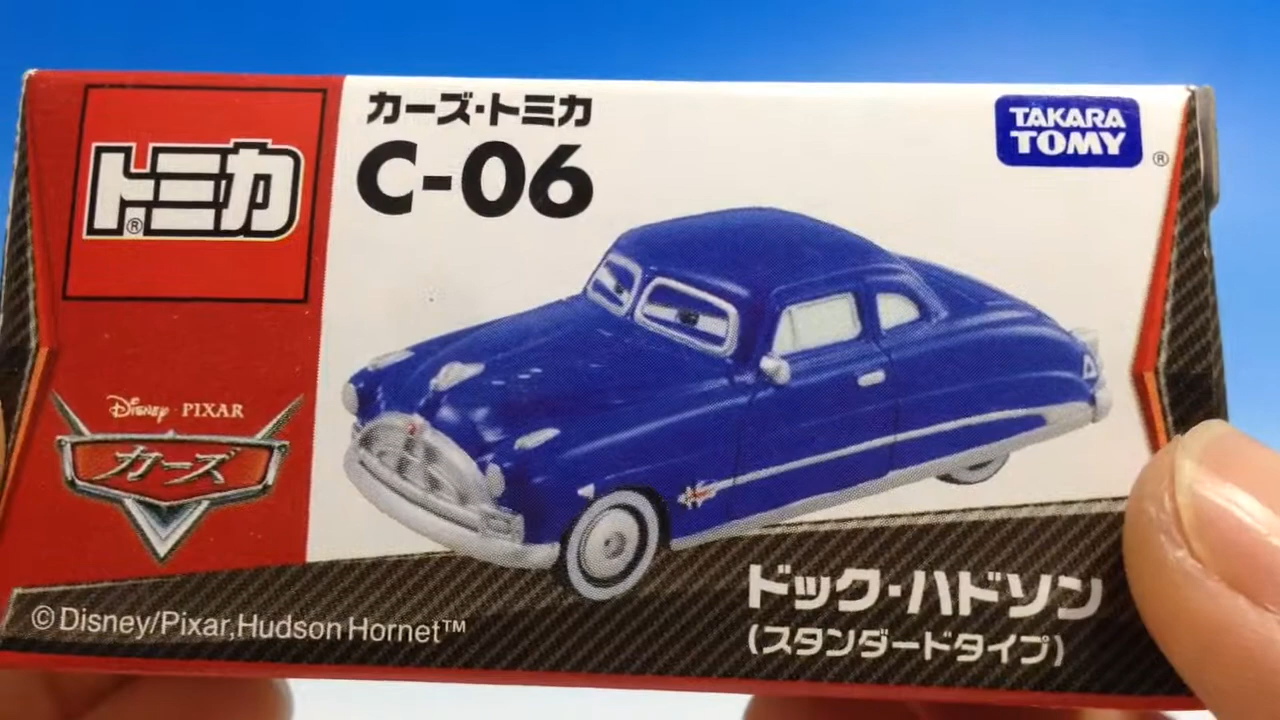 トミカ®
カーズ・トミカ
C-06
TAKARA
TOMY®
Disney・PIXAR
カーズ
ドック・ハドソン
(スタンダードタイプ)
©Disney/Pixar,Hudson Hornet™